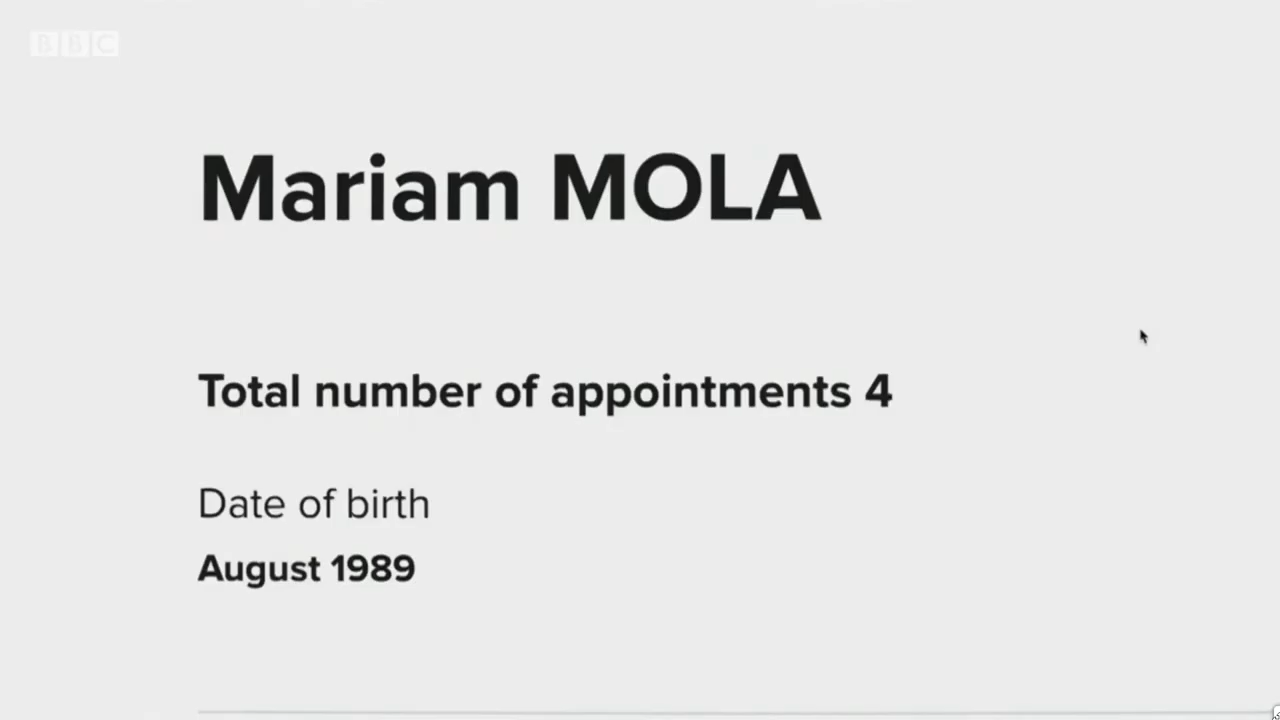 BBC
Mariam MOLA
Total number of appointments 4
Date of birth
August 1989